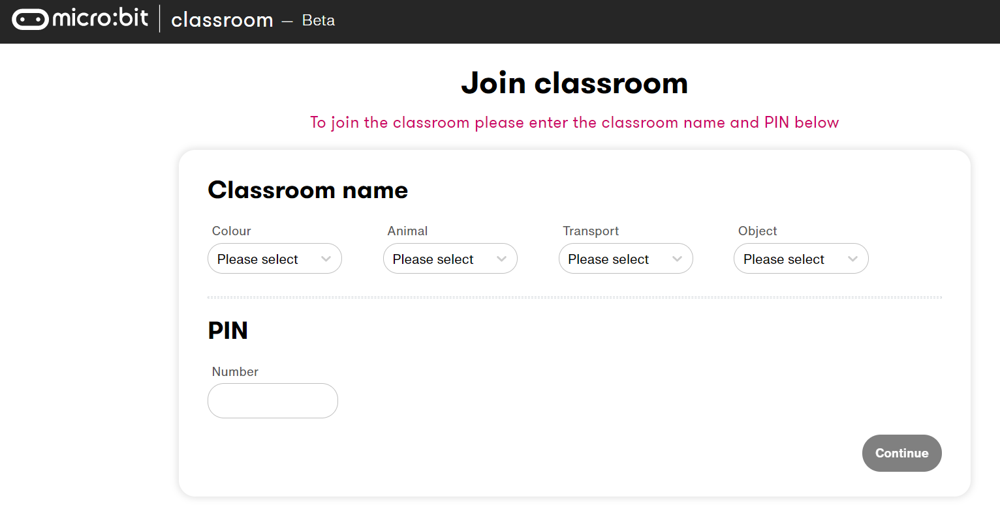 micro:bit classroom — Beta
Join classroom
To join the classroom please enter the classroom name and PIN below
Classroom name
Colour Animal Transport Object
Please select Please select Please select Please select
PIN
Number
Continue